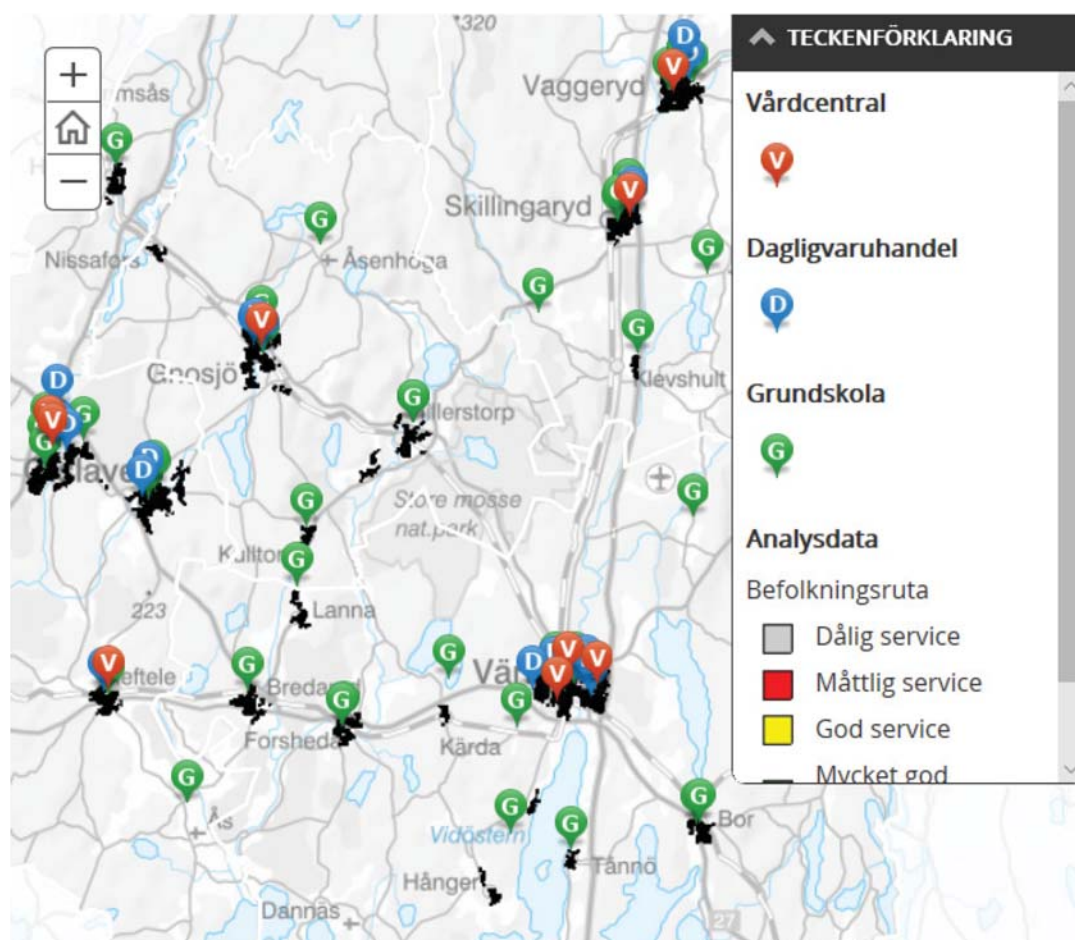 320
D
Vaggeryd
V
+
msås
G
−
Skillingaryd
V
G
G
Nissafors
G
Åsenhöga
G
G
V
G
Klevshult
Gnosjö
D
G
illerstorp
V
G
D
G
D
D
G
G
Store mosse
nat.park
G
G
Lanna
223
V
eftele
G
Bredaryd
G
Vär
D
V
V
V
G
G
Forsheda
Kärda
G
Ås
G
Vidöstern
G
G
Bor
Tånnö
Hånger
Dannäs
27
TECKENFÖRKLARING
Vårdcentral
V
Dagligvaruhandel
D
Grundskola
G
Analysdata
Befolkningsruta
Dålig service
Måttlig service
God service
Mycket god